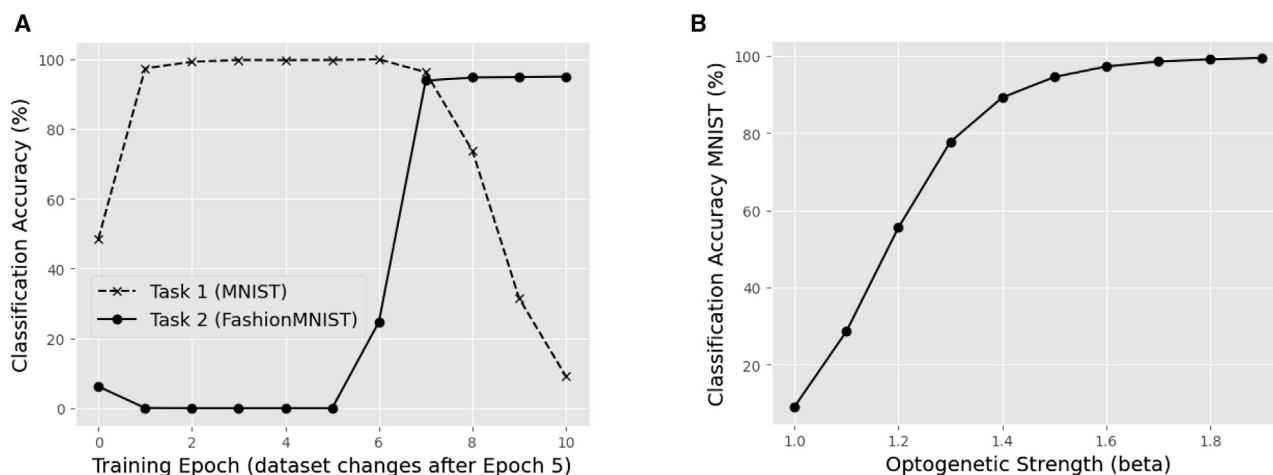 A
Classification Accuracy (%)
100
80
60
40
20
0
Task 1 (MNIST)
Task 2 (FashionMNIST)
0 2 4 6 8 10
Training Epoch (dataset changes after Epoch 5)
B
Classification Accuracy MNIST (%)
100
80
60
40
20
1.0 1.2 1.4 1.6 1.8
Optogenetic Strength (beta)